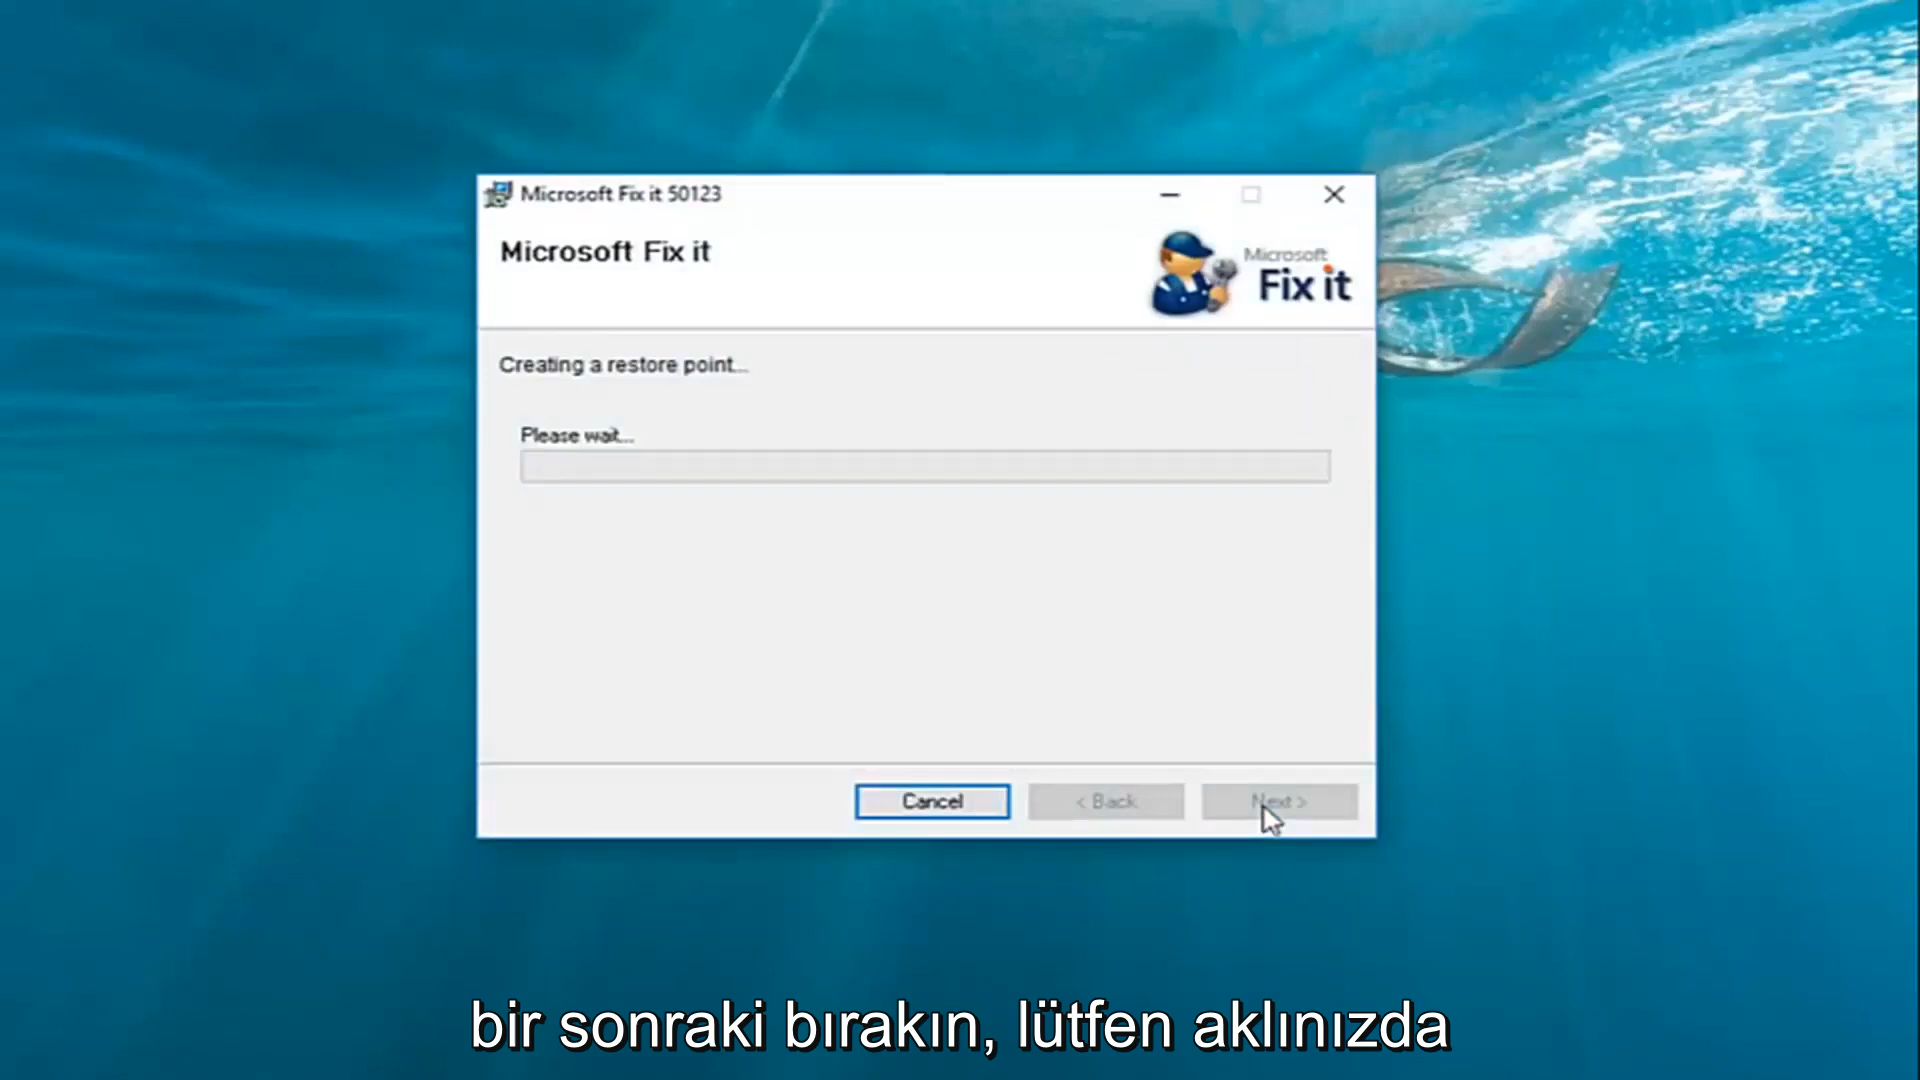 Microsoft Fix it 50123
Microsoft Fix it
Microsoft
Fix it
Creating a restore point...
Please wait...
Cancel
< Back
Next >
bir sonraki bırakın, lütfen aklınızda